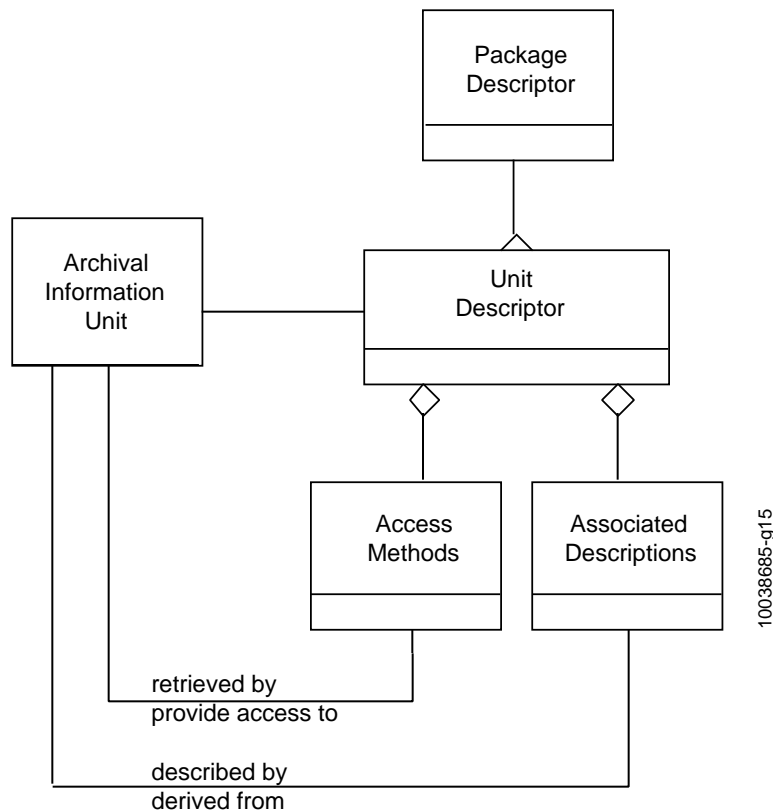 Package
Descriptor
Archival
Information
Unit
Unit
Descriptor
Access
Methods
Associated
Descriptions
retrieved by
provide access to
described by
derived from
10038685-g15